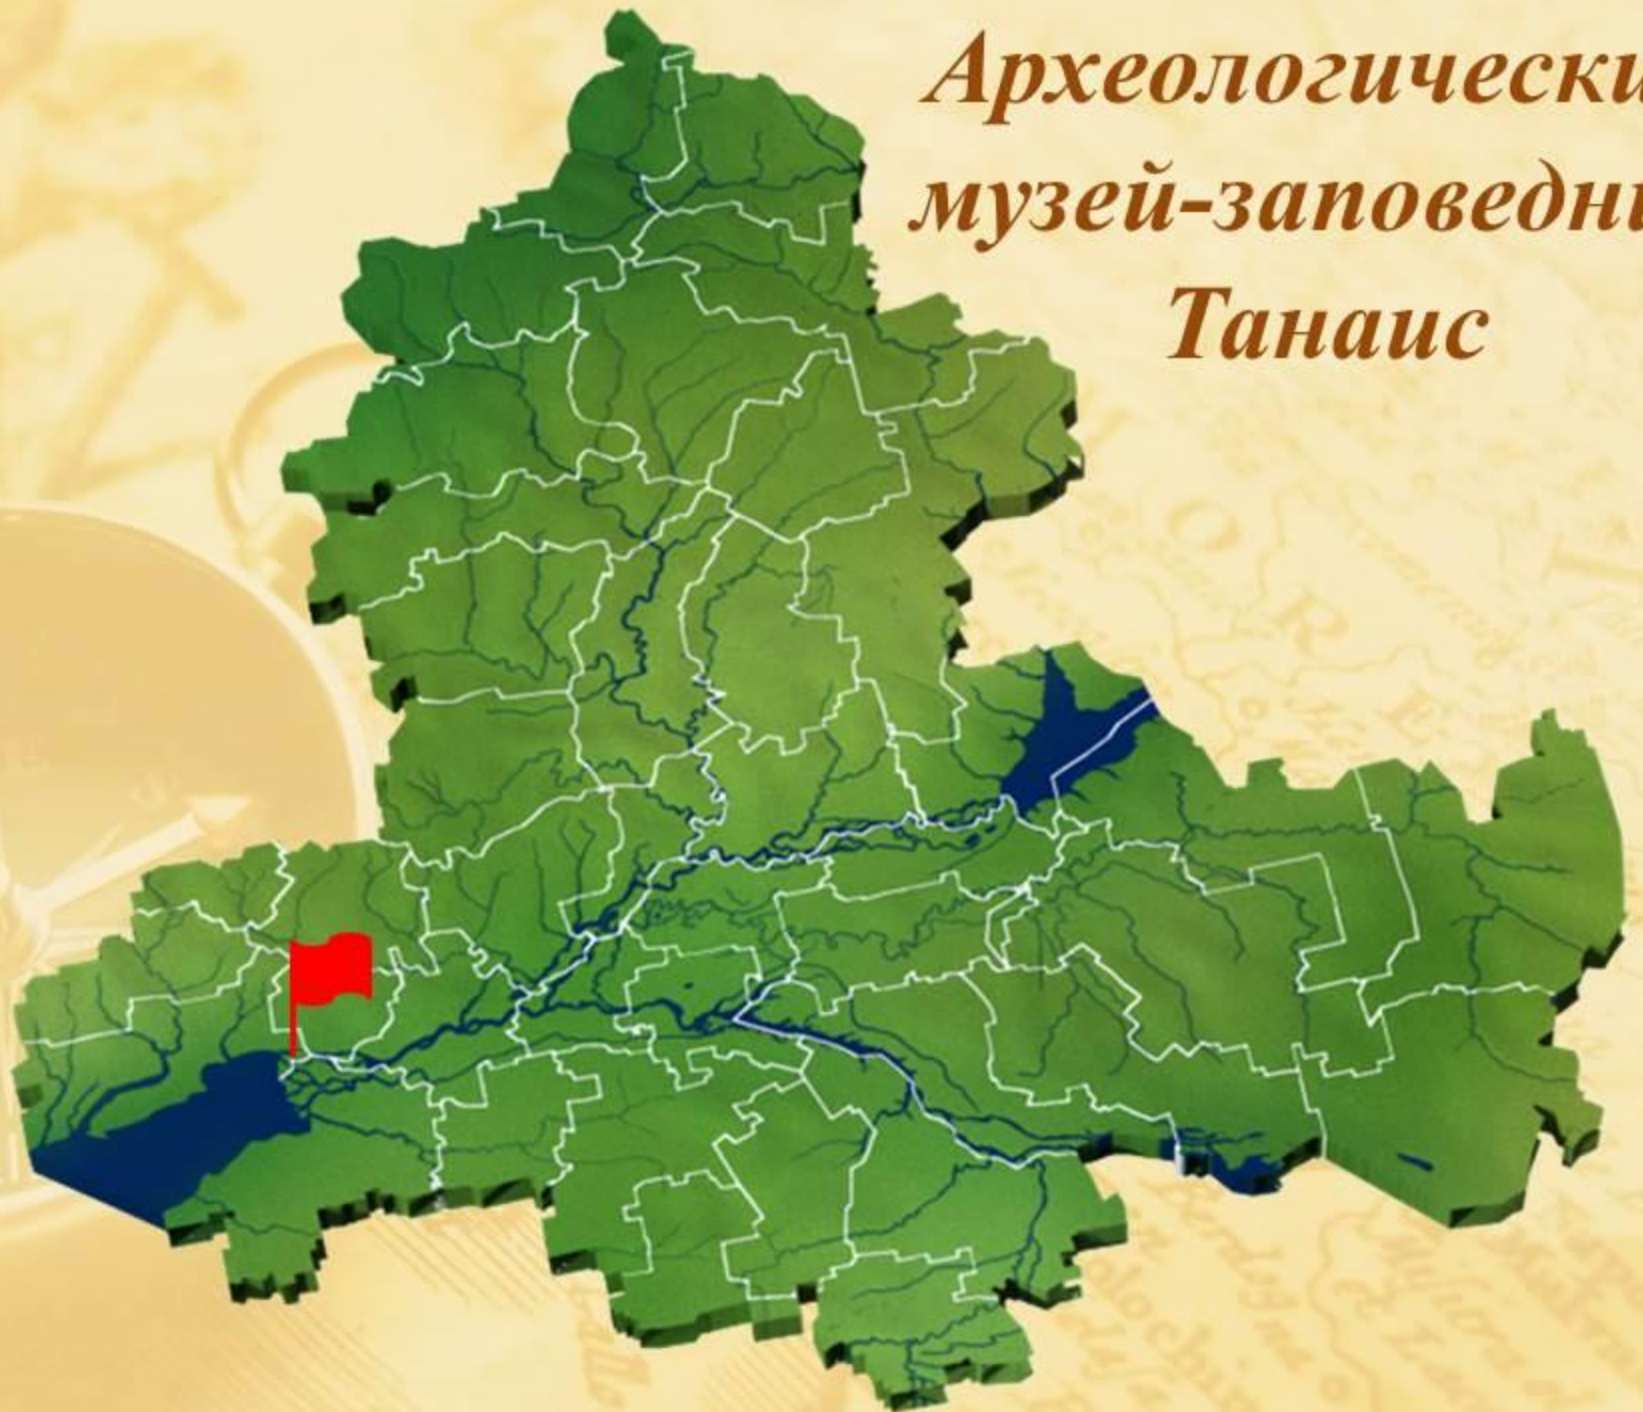 Археологически
музей-заповедни
Танаис